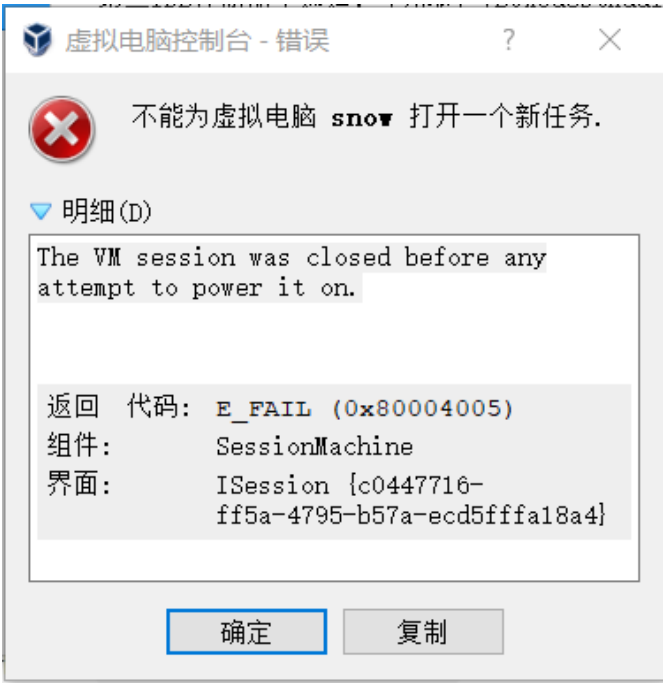 虚拟电脑控制台 - 错误
?
不能为虚拟电脑 snow 打开一个新任务.
明细(D)
The VM session was closed before any
attempt to power it on.
返回 代码: E_FAIL (0x80004005)
组件: SessionMachine
界面: ISession {c0447716-
ff5a-4795-b57a-ecd5fffa18a4}
确定
复制